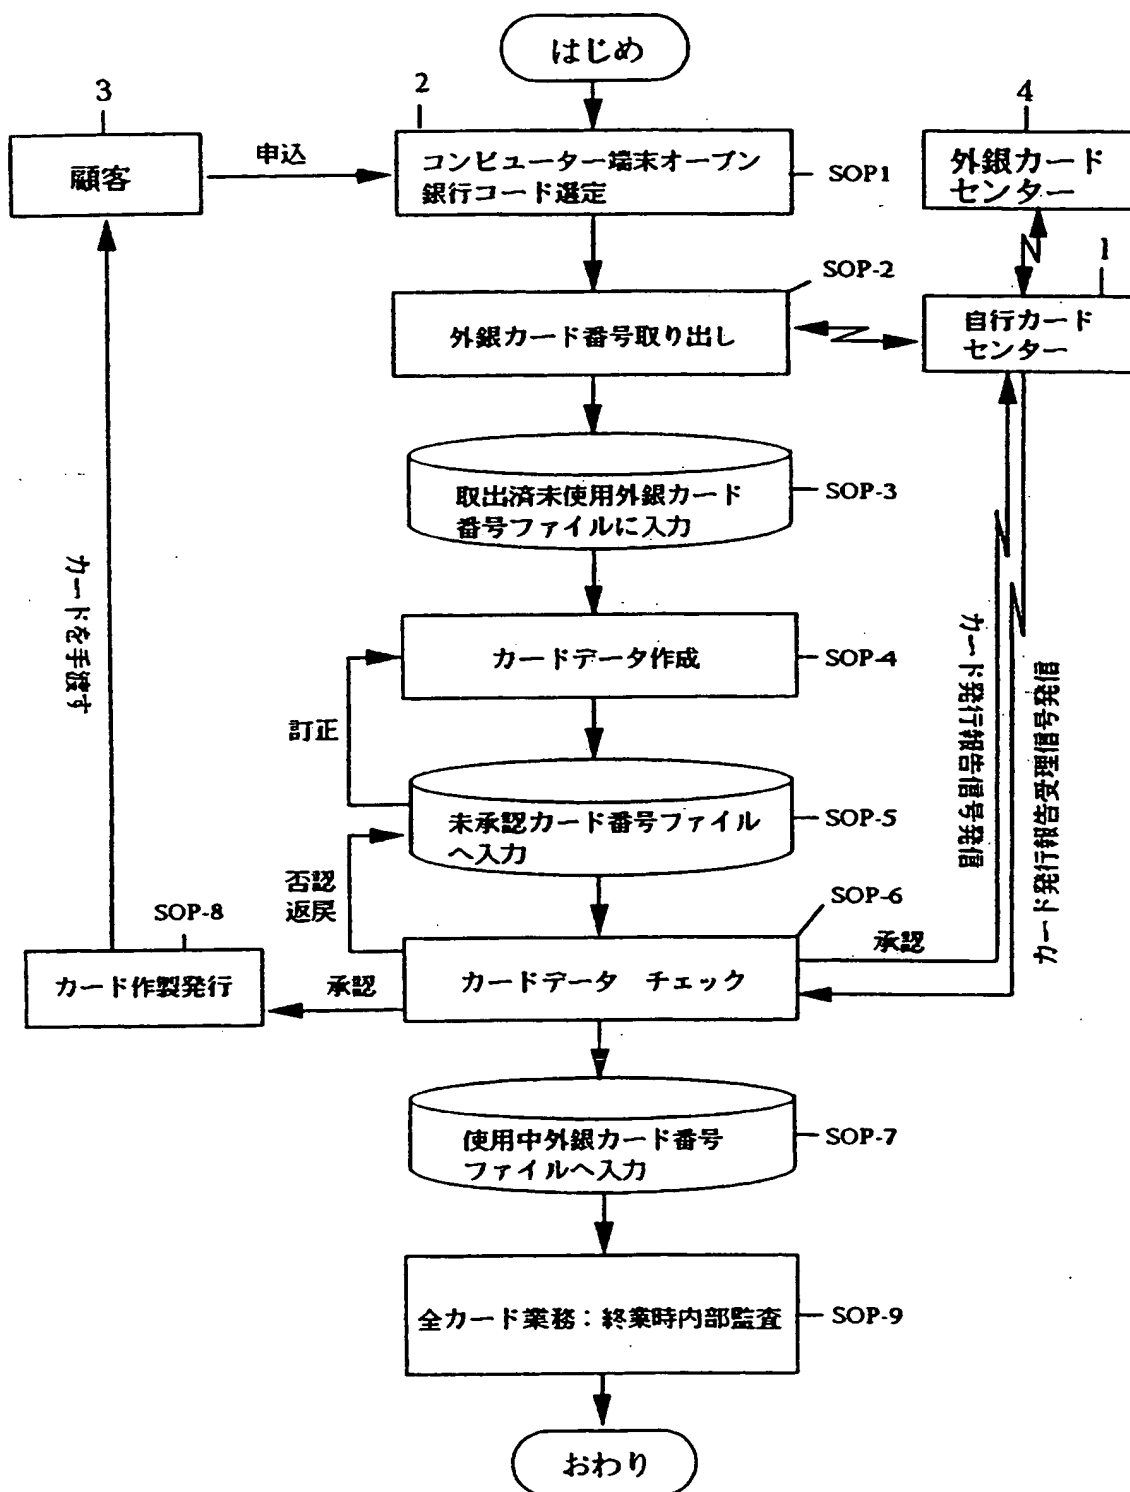 はじめ
3
2
4
顧客
申込
コンピューター端末オープン
銀行コード選定
SOP1
外銀カード
センター
SOP-2
1
外銀カード番号取り出し
自行カード
センター
取出済未使用外銀カード
番号ファイルに入力
SOP-3
カードを手渡す
カードデータ作成
SOP-4
訂正
カード発行報告信号発信
カード発行報告受理信号発信
未承認カード番号ファイル
へ入力
SOP-5
否認
返戻
SOP-6
SOP-8
承認
カード作製発行
承認
カードデータ チェック
使用中外銀カード番号
ファイルへ入力
SOP-7
全カード業務：終業時内部監査
SOP-9
おわり